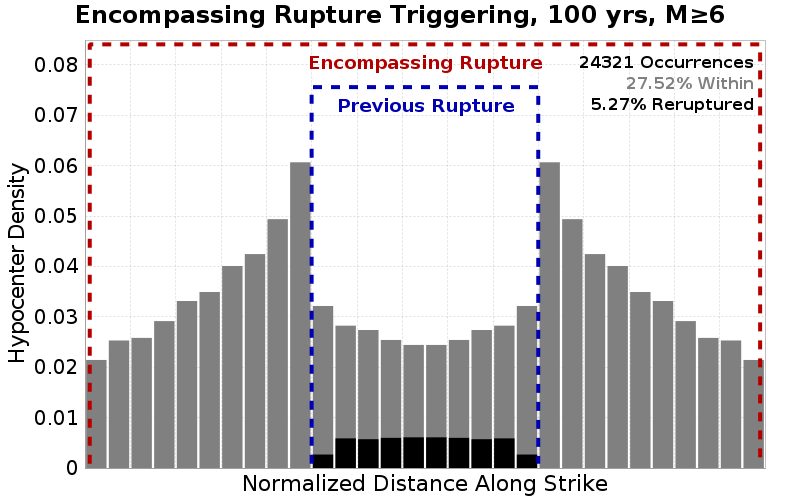 Encompassing Rupture Triggering, 100 yrs, M≥6
Encompassing Rupture
24321 Occurrences
27.52% Within
5.27% Reruptured
Previous Rupture
Hypocenter Density
0.08
0.07
0.06
0.05
0.04
0.03
0.02
0.01
0
Normalized Distance Along Strike